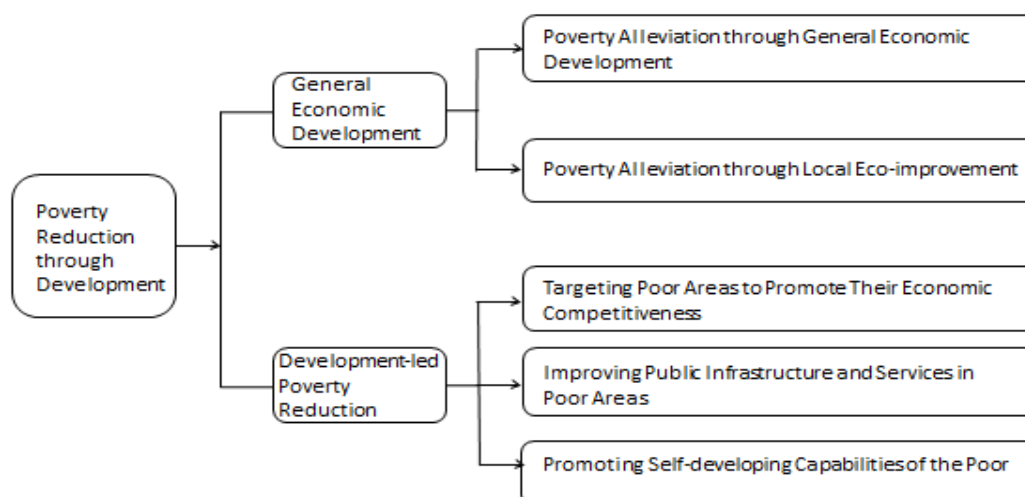 Poverty
Reduction
through
Development
General
Economic
Development
Development-led
Poverty
Reduction
Poverty Alleviation through General Economic
Development
Poverty Alleviation through Local Eco-improvement
Targeting Poor Areas to Promote Their Economic
Competitiveness
Improving Public Infrastructure and Services in
Poor Areas
Promoting Self-developing Capabilities of the Poor